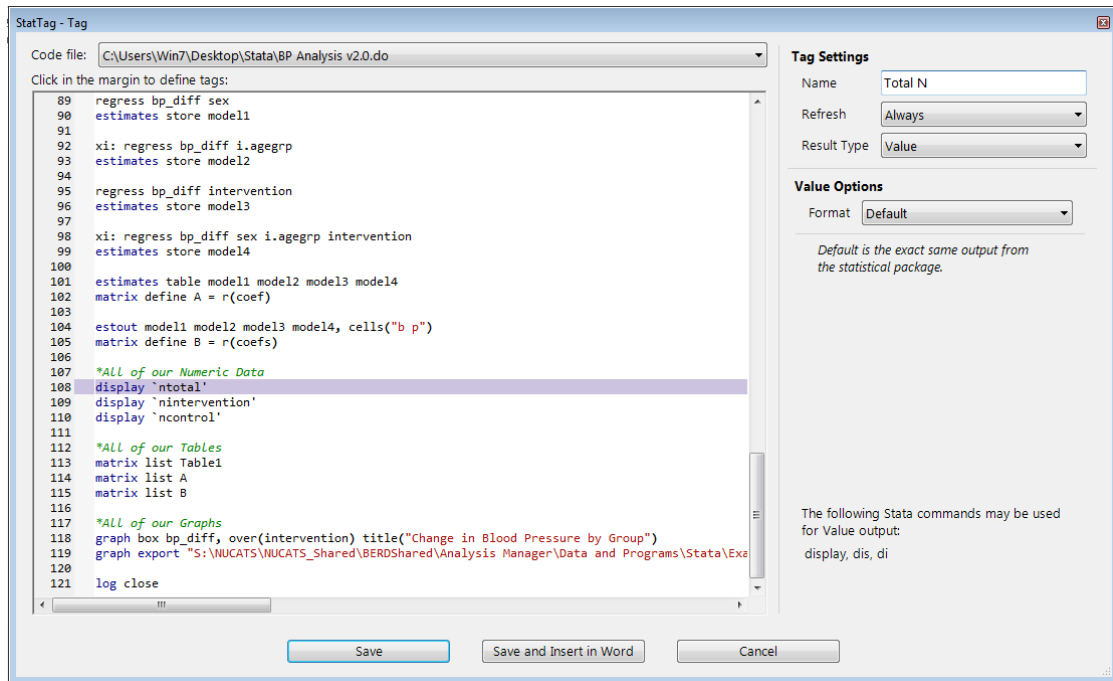 StatTag - Tag
Code file: C:\Users\Win7\Desktop\Stata\BP Analysis v2.0.do
Click in the margin to define tags:
89 regress bp_diff sex
90 estimates store model1
91
92 xi: regress bp_diff i.agegrp
93 estimates store model2
94
95 regress bp_diff intervention
96 estimates store model3
97
98 xi: regress bp_diff sex i.agegrp intervention
99 estimates store model4
100
101 estimates table model1 model2 model3 model4
102 matrix define A = r(coef)
103
104 estout model1 model2 model3 model4, cells("b p")
105 matrix define B = r(coefs)
106
107 *All of our Numeric Data
108 display `ntotal'
109 display `nintervention'
110 display `ncontrol'
111
112 *All of our Tables
113 matrix list Table1
114 matrix list A
115 matrix list B
116
117 *All of our Graphs
118 graph box bp_diff, over(intervention) title("Change in Blood Pressure by Group")
119 graph export "S:\NUCATS\NUCATS_Shared\BERDShared\Analysis Manager\Data and Programs\Stata\Exa
120
121 log close
Tag Settings
Name Total N
Refresh Always
Result Type Value
Value Options
Format Default
Default is the exact same output from
the statistical package.
The following Stata commands may be used
for Value output:
display, dis, di
Save
Save and Insert in Word
Cancel